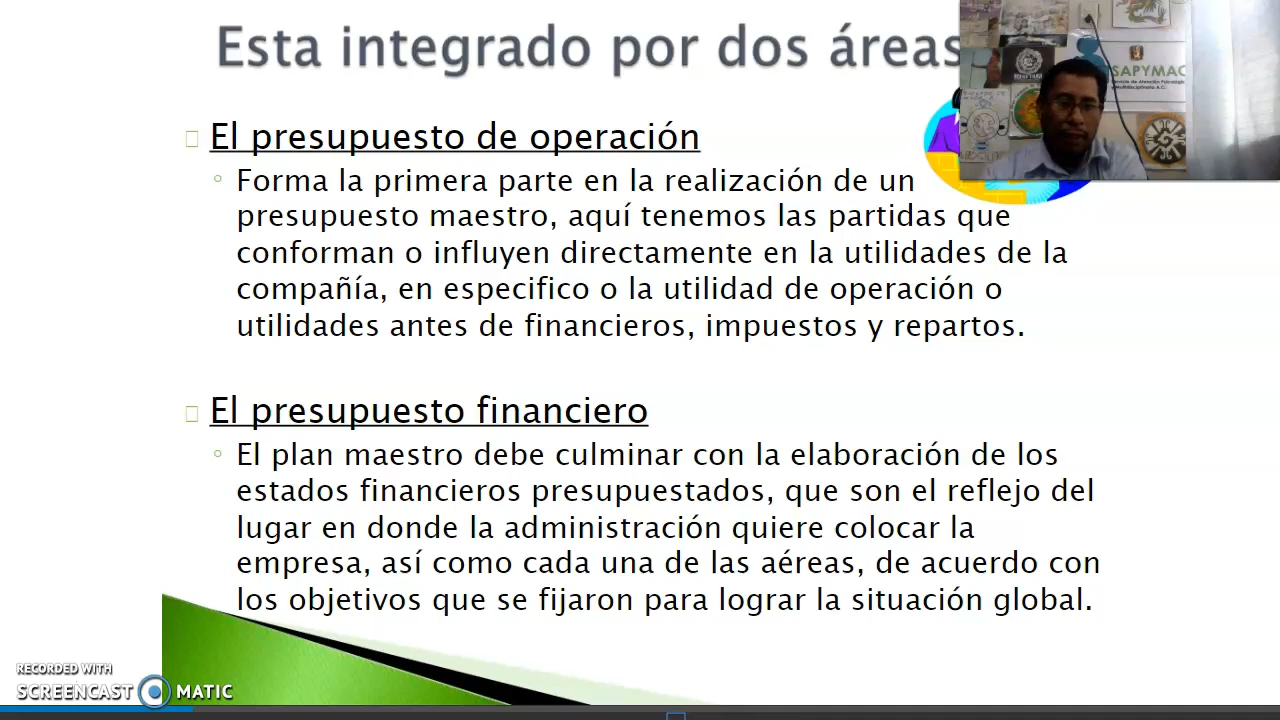 Esta integrado por dos áreas
El presupuesto de operación
Forma la primera parte en la realización de un
presupuesto maestro, aquí tenemos las partidas que
conforman o influyen directamente en la utilidades de la
compañía, en especifico o la utilidad de operación o
utilidades antes de financieros, impuestos y repartos.
El presupuesto financiero
El plan maestro debe culminar con la elaboración de los
estados financieros presupuestados, que son el reflejo del
lugar en donde la administración quiere colocar la
empresa, así como cada una de las aéreas, de acuerdo con
los objetivos que se fijaron para lograr la situación global.
SAPYMAC
Servicio de Atención Psicológica
y Multidisciplinaria A.C.
RECORDED WITH
SCREENCAST MATIC